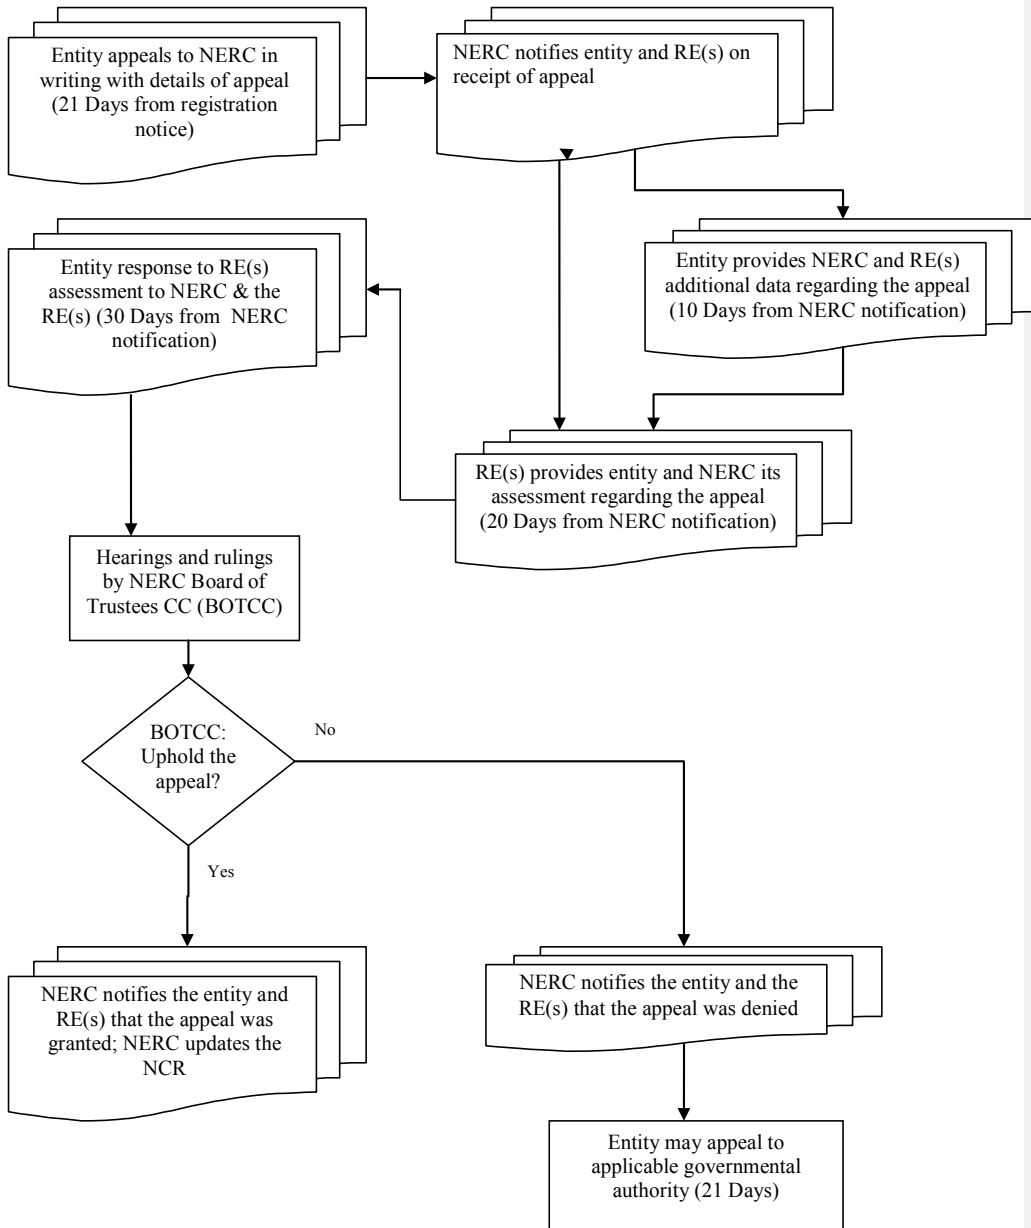 Entity appeals to NERC in
writing with details of appeal
(21 Days from registration
notice)
NERC notifies entity and RE(s) on
receipt of appeal
Entity provides NERC and RE(s)
additional data regarding the appeal
(10 Days from NERC notification)
Entity response to RE(s)
assessment to NERC & the
RE(s) (30 Days from NERC
notification)
RE(s) provides entity and NERC its
assessment regarding the appeal
(20 Days from NERC notification)
Hearings and rulings
by NERC Board of
Trustees CC (BOTCC)
BOTCC:
Uphold the
appeal?
No
Yes
NERC notifies the entity and
RE(s) that the appeal was
granted; NERC updates the
NCR
NERC notifies the entity and the
RE(s) that the appeal was denied
Entity may appeal to
applicable governmental
authority (21 Days)